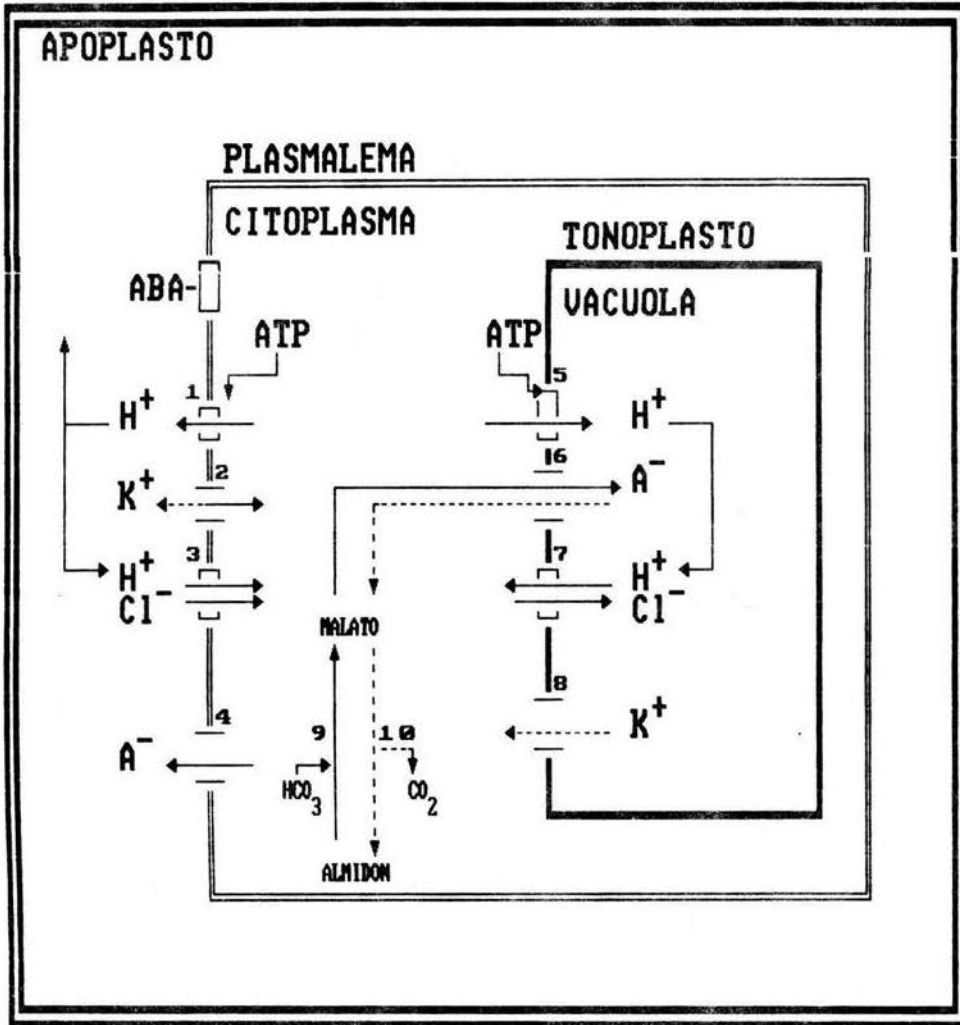 APOPLASTO
PLASMALEMA
CITOPLASMA
TONOPLASTO
VACUOLA
ABA-
ATP
ATP
1
5
H⁺
H⁺
2
6
K⁺
A⁻
3
7
H⁺
Cl⁻
H⁺
Cl⁻
MALATO
4
8
A⁻
K⁺
9
10
HCO₃
CO₂
ALMIDON